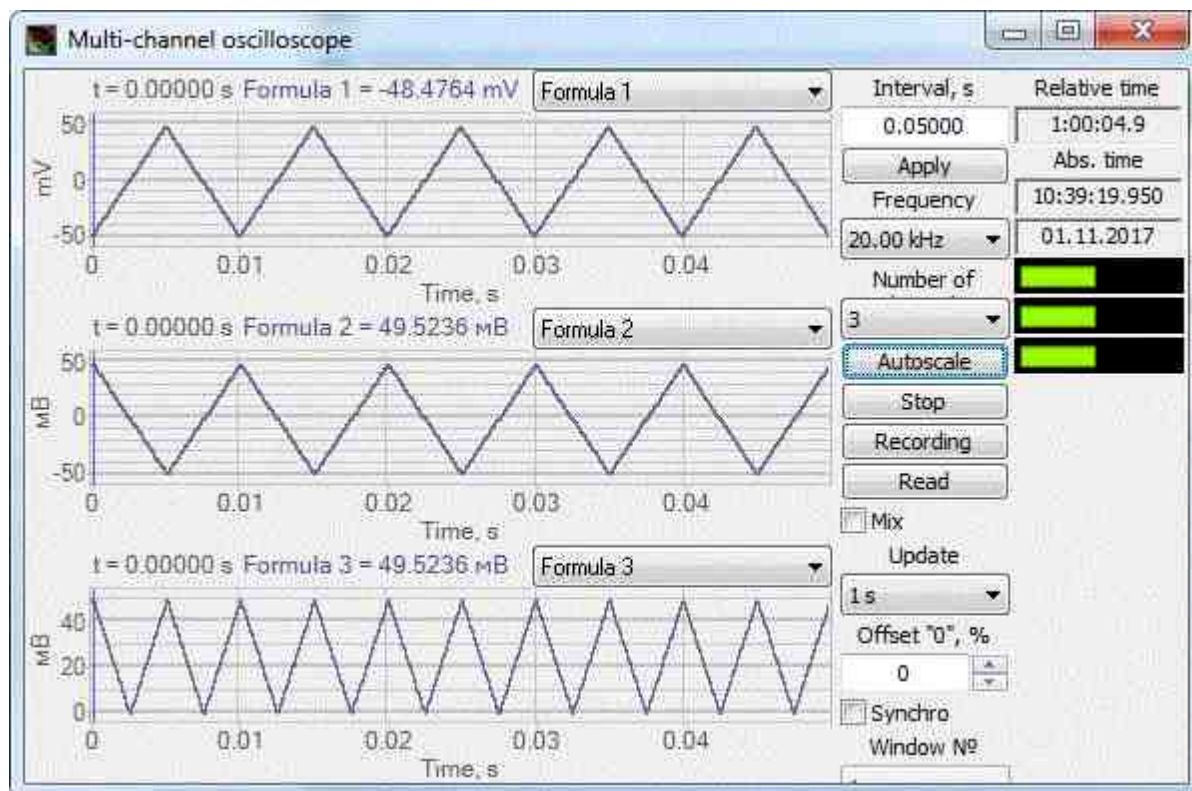 Multi-channel oscilloscope
t = 0.00000 s Formula 1 = -48.4764 mV
Formula 1
50
0
-50
mV
0 0.01 0.02 0.03 0.04
Time, s
t = 0.00000 s Formula 2 = 49.5236 мВ
Formula 2
50
0
-50
мВ
0 0.01 0.02 0.03 0.04
Time, s
t = 0.00000 s Formula 3 = 49.5236 мВ
Formula 3
40
20
0
мВ
0 0.01 0.02 0.03 0.04
Time, s
Interval, s
0.05000
Apply
Frequency
20.00 kHz
Number of
3
Autoscale
Stop
Recording
Read
Mix
Update
1 s
Offset "0", %
0
Synchro
Window Nº
Relative time
1:00:04.9
Abs. time
10:39:19.950
01.11.2017